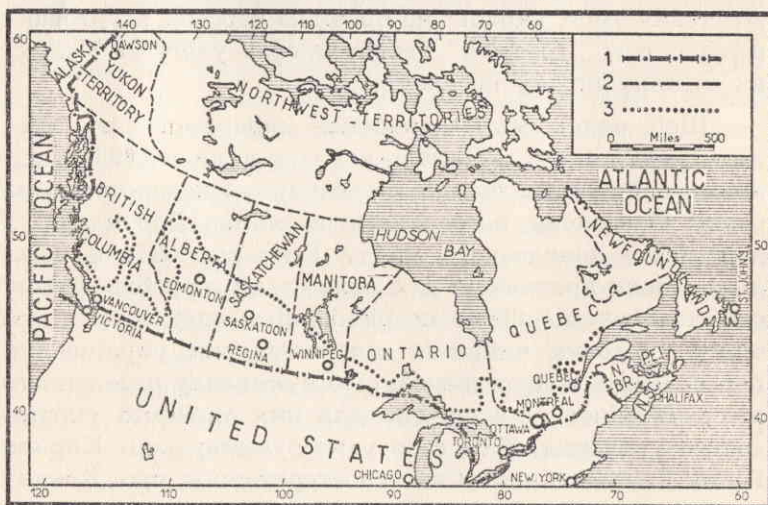 140 130 120 110 100 90 80 70 60
60
DAWSON
ALASKA
YUKON
TERRITORY
NORTHWEST TERRITORIES
1
2
3
Miles 500
ATLANTIC
OCEAN
PACIFIC OCEAN
50
50
BRITISH
COLUMBIA
ALBERTA
SASKATCHEWAN
MANITOBA
HUDSON
BAY
NEWFOUNDLAND
ST. JOHN'S
EDMONTON
SASKATOON
VANCOUVER
VICTORIA
REGINA
WINNIPEG
ONTARIO
QUEBEC
QUEBEC
P.E.I.
N.
BR.
N.S.
HALIFAX
MONTREAL
OTTAWA
TORONTO
40
40
UNITED STATES
CHICAGO
NEW YORK
120 110 100 90 80 70 60